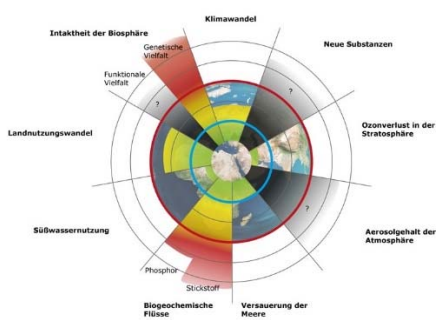 Klimawandel
Intaktheit der Biosphäre
Genetische
Vielfalt
Neue Substanzen
Funktionale
Vielfalt
?
?
Landnutzungswandel
Ozonverlust in der
Stratosphäre
?
Süßwassernutzung
Aerosolgehalt der
Atmosphäre
Phosphor
Stickstoff
Biogeochemische
Flüsse
Versauerung der
Meere